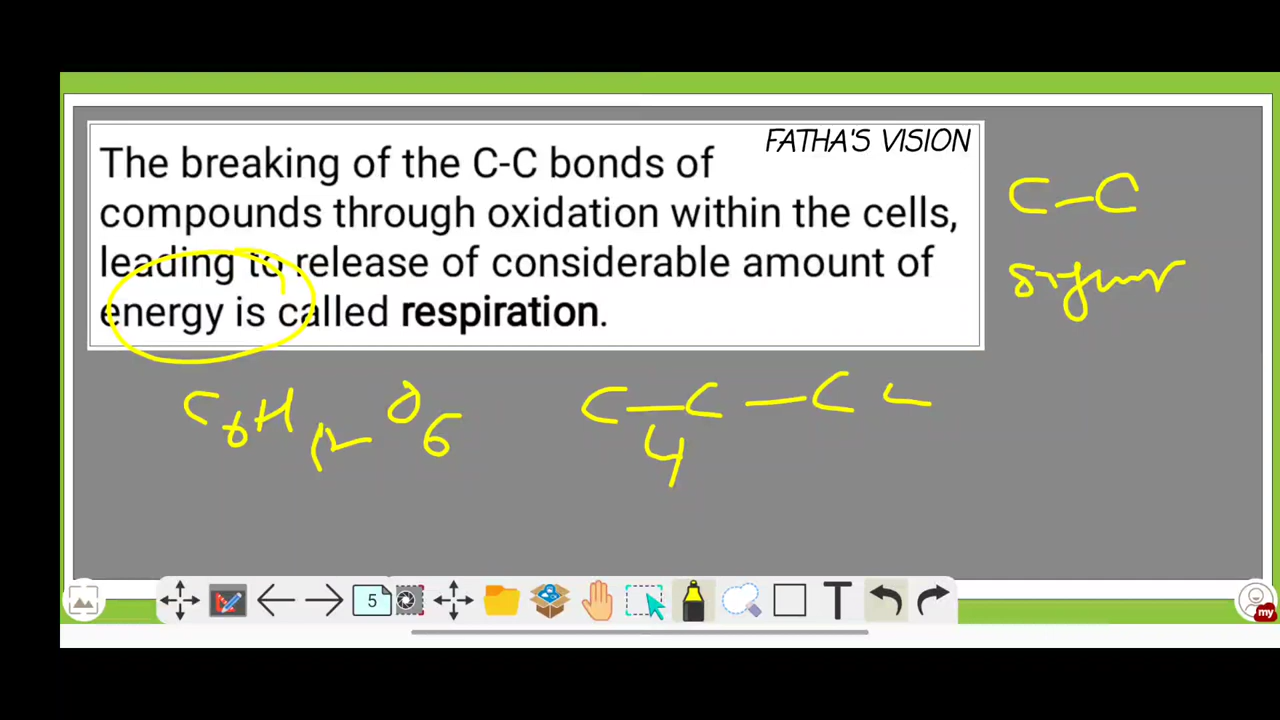 FATHA'S VISION
The breaking of the C-C bonds of
compounds through oxidation within the cells,
leading to release of considerable amount of
energy is called respiration.
C-C
C6H12O6
C-C-C
4
5
T
my